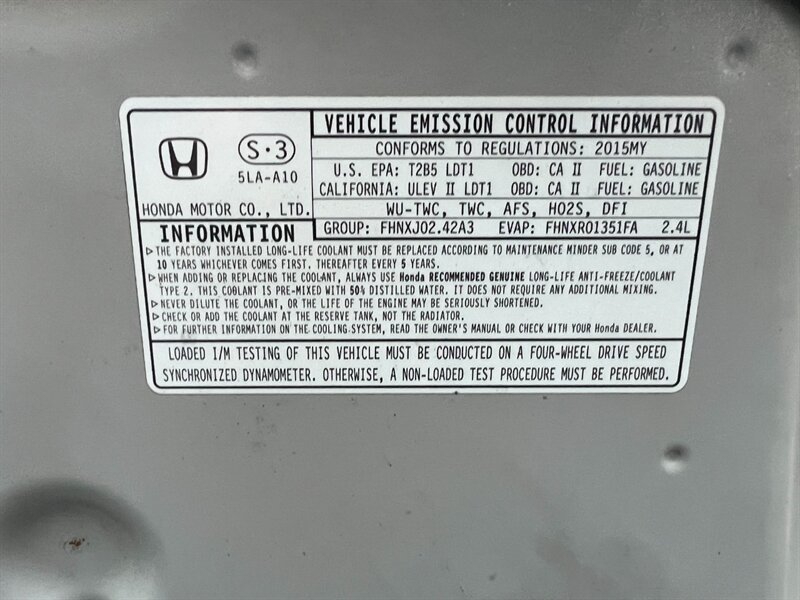 S·3
5LA-A10
HONDA MOTOR CO., LTD.
VEHICLE EMISSION CONTROL INFORMATION
CONFORMS TO REGULATIONS: 2015MY
U.S. EPA: T2B5 LDT1 OBD: CA II FUEL: GASOLINE
CALIFORNIA: ULEV II LDT1 OBD: CA II FUEL: GASOLINE
WU-TWC, TWC, AFS, HO2S, DFI
GROUP: FHNXJ02.42A3 EVAP: FHNXR01351FA 2.4L
INFORMATION
▷THE FACTORY INSTALLED LONG-LIFE COOLANT MUST BE REPLACED ACCORDING TO MAINTENANCE MINDER SUB CODE 5, OR AT
10 YEARS WHICHEVER COMES FIRST. THEREAFTER EVERY 5 YEARS.
▷WHEN ADDING OR REPLACING THE COOLANT, ALWAYS USE Honda RECOMMENDED GENUINE LONG-LIFE ANTI-FREEZE/COOLANT
TYPE 2. THIS COOLANT IS PRE-MIXED WITH 50% DISTILLED WATER. IT DOES NOT REQUIRE ANY ADDITIONAL MIXING.
▷NEVER DILUTE THE COOLANT, OR THE LIFE OF THE ENGINE MAY BE SERIOUSLY SHORTENED.
▷CHECK OR ADD THE COOLANT AT THE RESERVE TANK, NOT THE RADIATOR.
▷FOR FURTHER INFORMATION ON THE COOLING SYSTEM, READ THE OWNER'S MANUAL OR CHECK WITH YOUR Honda DEALER.
LOADED I/M TESTING OF THIS VEHICLE MUST BE CONDUCTED ON A FOUR-WHEEL DRIVE SPEED
SYNCHRONIZED DYNAMOMETER. OTHERWISE, A NON-LOADED TEST PROCEDURE MUST BE PERFORMED.